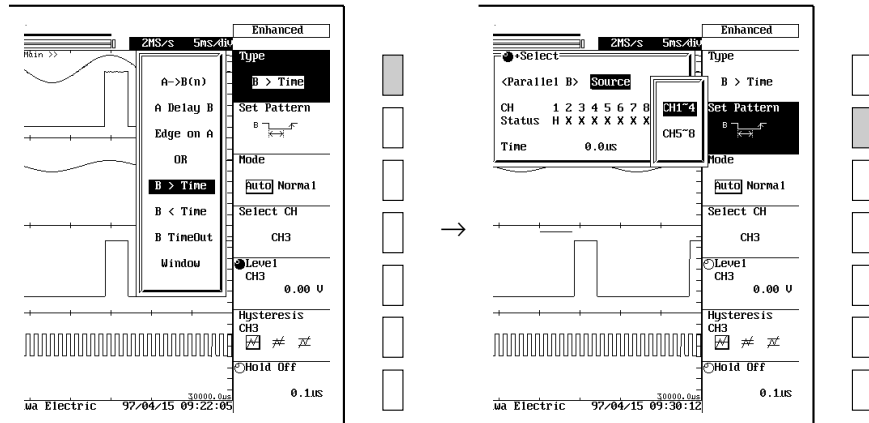 Enhanced
2MS/s 5ms/div
Main >>
Type
B > Time
A->B(n)
A Delay B
Edge on A
OR
B > Time
B < Time
B TimeOut
Window
Set Pattern
B
Mode
Auto Normal
Select CH
CH3
Level
CH3
0.00 V
Hysteresis
CH3
Hold Off
0.1us
30000.0us
wa Electric 97/04/15 09:22:05
→
Enhanced
2MS/s 5ms/div
+Select
<Parallel B> Source
CH 1 2 3 4 5 6 7 8
Status H X X X X X X
Time 0.0us
CH1~4
CH5~8
Type
B > Time
Set Pattern
B
Mode
Auto Normal
Select CH
CH3
Level
CH3
0.00 V
Hysteresis
CH3
Hold Off
0.1us
30000.0us
wa Electric 97/04/15 09:30:12